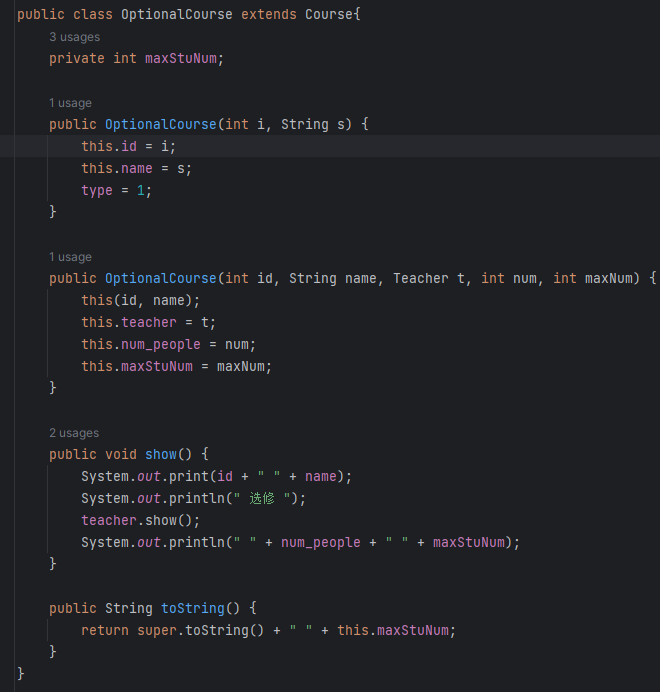 public class OptionalCourse extends Course{
3 usages
private int maxStuNum;
1 usage
public OptionalCourse(int i, String s) {
this.id = i;
this.name = s;
type = 1;
}
1 usage
public OptionalCourse(int id, String name, Teacher t, int num, int maxNum) {
this(id, name);
this.teacher = t;
this.num_people = num;
this.maxStuNum = maxNum;
}
2 usages
public void show() {
System.out.print(id + " " + name);
System.out.println(" 选修 ");
teacher.show();
System.out.println(" " + num_people + " " + maxStuNum);
}
public String toString() {
return super.toString() + " " + this.maxStuNum;
}
}